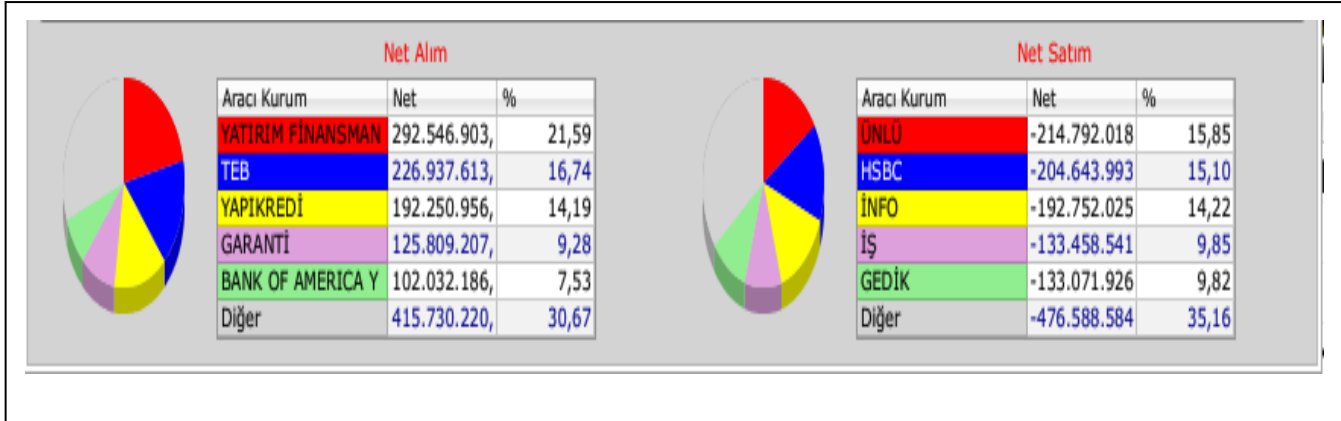 Net Alım
Aracı Kurum Net %
YATIRIM FİNANSMAN 292.546.903, 21,59
TEB 226.937.613, 16,74
YAPIKREDİ 192.250.956, 14,19
GARANTİ 125.809.207, 9,28
BANK OF AMERICA Y 102.032.186, 7,53
Diğer 415.730.220, 30,67
Net Satım
Aracı Kurum Net %
ÜNLÜ -214.792.018 15,85
HSBC -204.643.993 15,10
İNFO -192.752.025 14,22
İŞ -133.458.541 9,85
GEDİK -133.071.926 9,82
Diğer -476.588.584 35,16